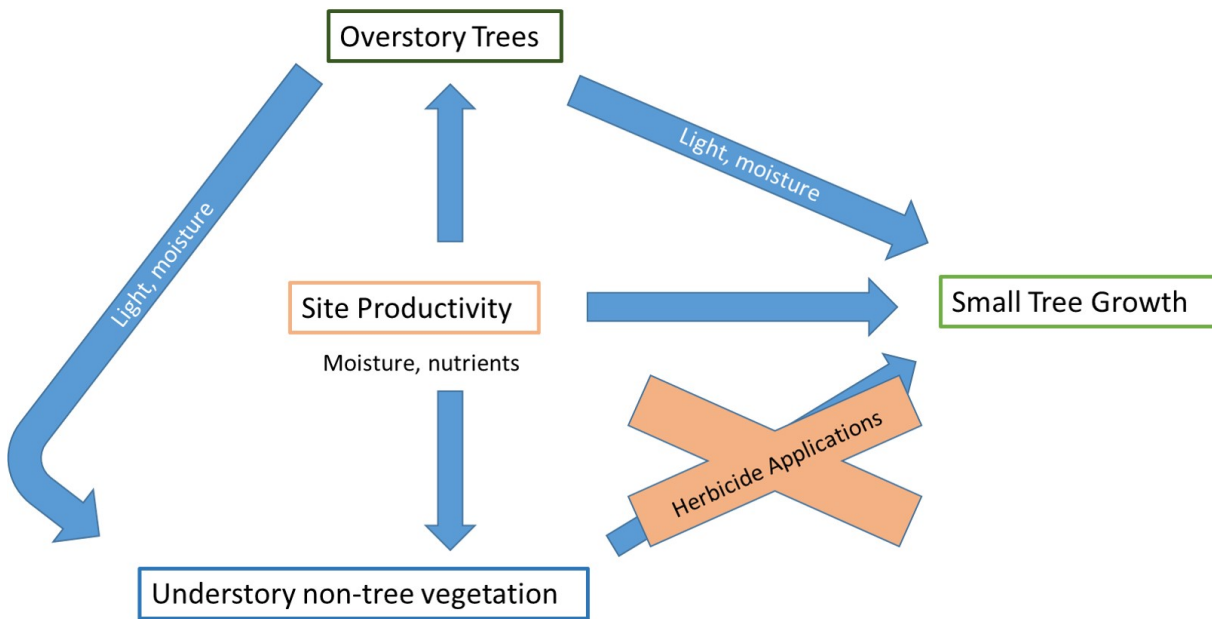 Overstory Trees
Light, moisture
Light, moisture
Site Productivity
Small Tree Growth
Moisture, nutrients
Herbicide Applications
Understory non-tree vegetation